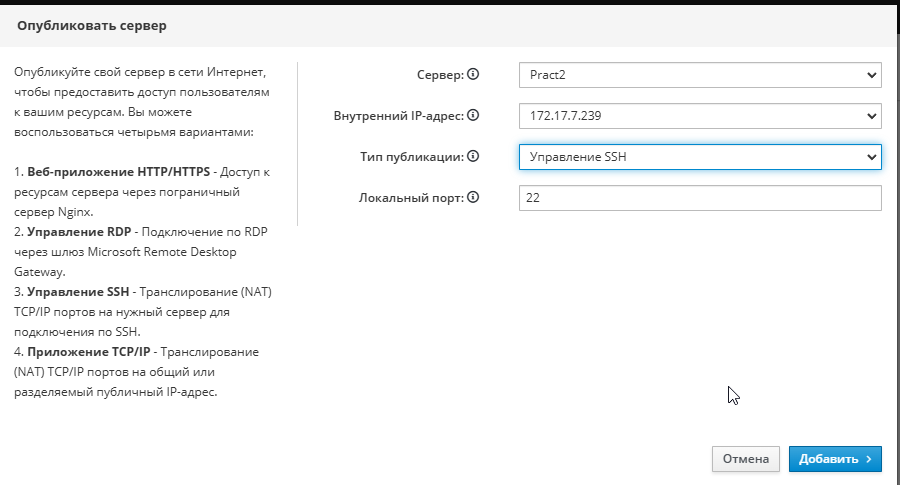 Опубликовать сервер
Опубликуйте свой сервер в сети Интернет,
чтобы предоставить доступ пользователям
к вашим ресурсам. Вы можете
воспользоваться четырьмя вариантами:
1. Веб-приложение HTTP/HTTPS - Доступ к
ресурсам сервера через пограничный
сервер Nginx.
2. Управление RDP - Подключение по RDP
через шлюз Microsoft Remote Desktop
Gateway.
3. Управление SSH - Транслирование (NAT)
TCP/IP портов на нужный сервер для
подключения по SSH.
4. Приложение TCP/IP - Транслирование
(NAT) TCP/IP портов на общий или
разделяемый публичный IP-адрес.
Сервер: Pract2
Внутренний IP-адрес: 172.17.7.239
Тип публикации: Управление SSH
Локальный порт: 22
Отмена Добавить